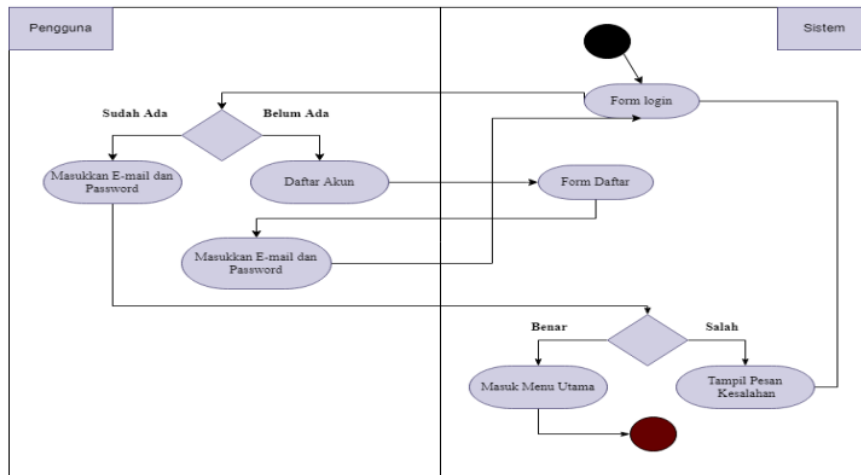 Pengguna
Sistem
Form login
Sudah Ada
Belum Ada
Masukkan E-mail dan
Password
Daftar Akun
Form Daftar
Masukkan E-mail dan
Password
Benar
Salah
Masuk Menu Utama
Tampil Pesan
Kesalahan